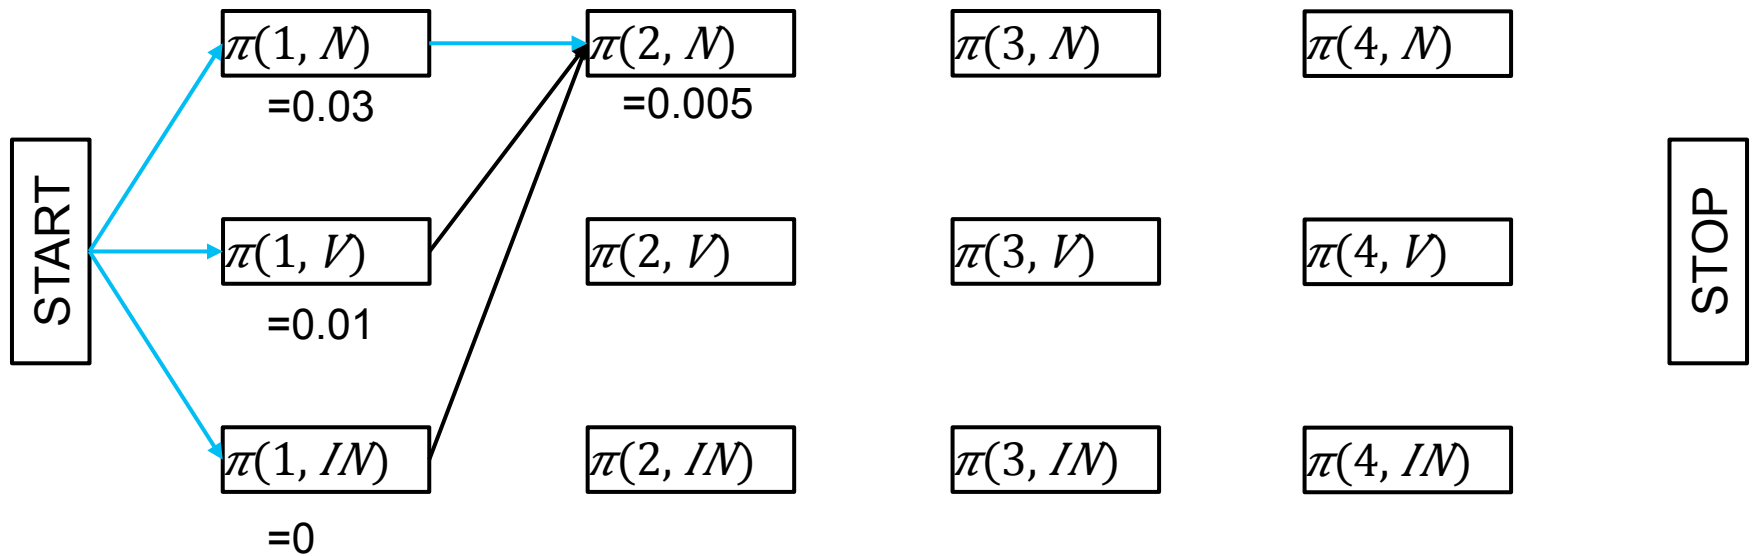 π(1, N) π(2, N) π(3, N) π(4, N)
=0.03 =0.005
START
π(1, V) π(2, V) π(3, V) π(4, V)
STOP
=0.01
π(1, IN) π(2, IN) π(3, IN) π(4, IN)
=0